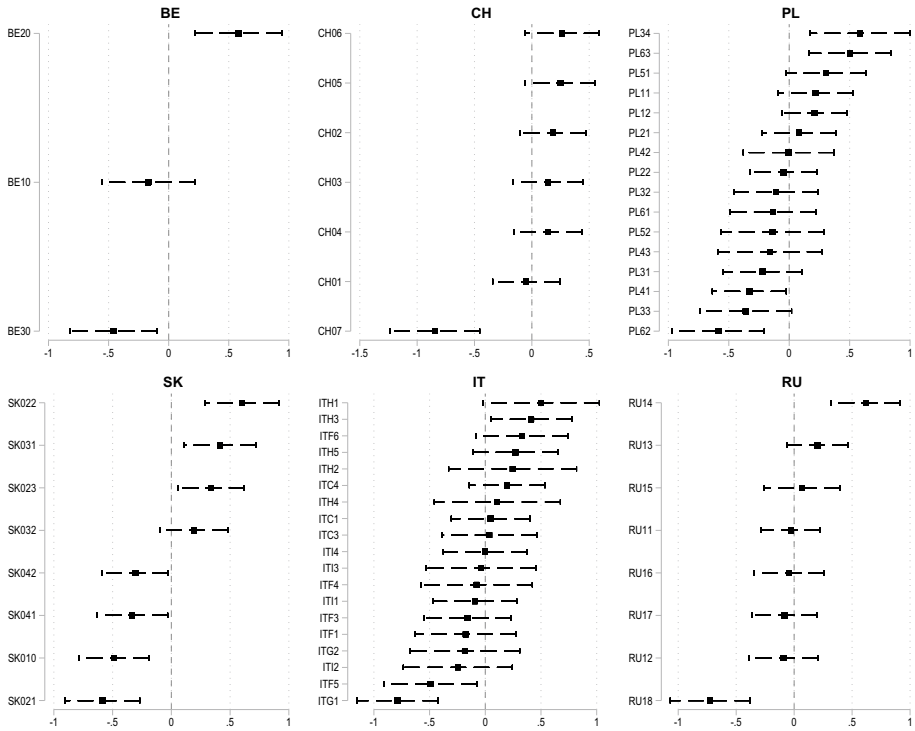 BE
BE20
BE10
BE30
-1 -.5 0 .5 1
CH
CH06
CH05
CH02
CH03
CH04
CH01
CH07
-1.5 -1 -.5 0 .5
PL
PL34
PL63
PL51
PL11
PL12
PL21
PL42
PL22
PL32
PL61
PL52
PL43
PL31
PL41
PL33
PL62
-1 -.5 0 .5 1
SK
SK022
SK031
SK023
SK032
SK042
SK041
SK010
SK021
-1 -.5 0 .5 1
IT
ITH1
ITH3
ITF6
ITH5
ITH2
ITC4
ITH4
ITC1
ITC3
ITI4
ITI3
ITF4
ITI1
ITF3
ITF1
ITG2
ITI2
ITF5
ITG1
-1 -.5 0 .5 1
RU
RU14
RU13
RU15
RU11
RU16
RU17
RU12
RU18
-1 -.5 0 .5 1